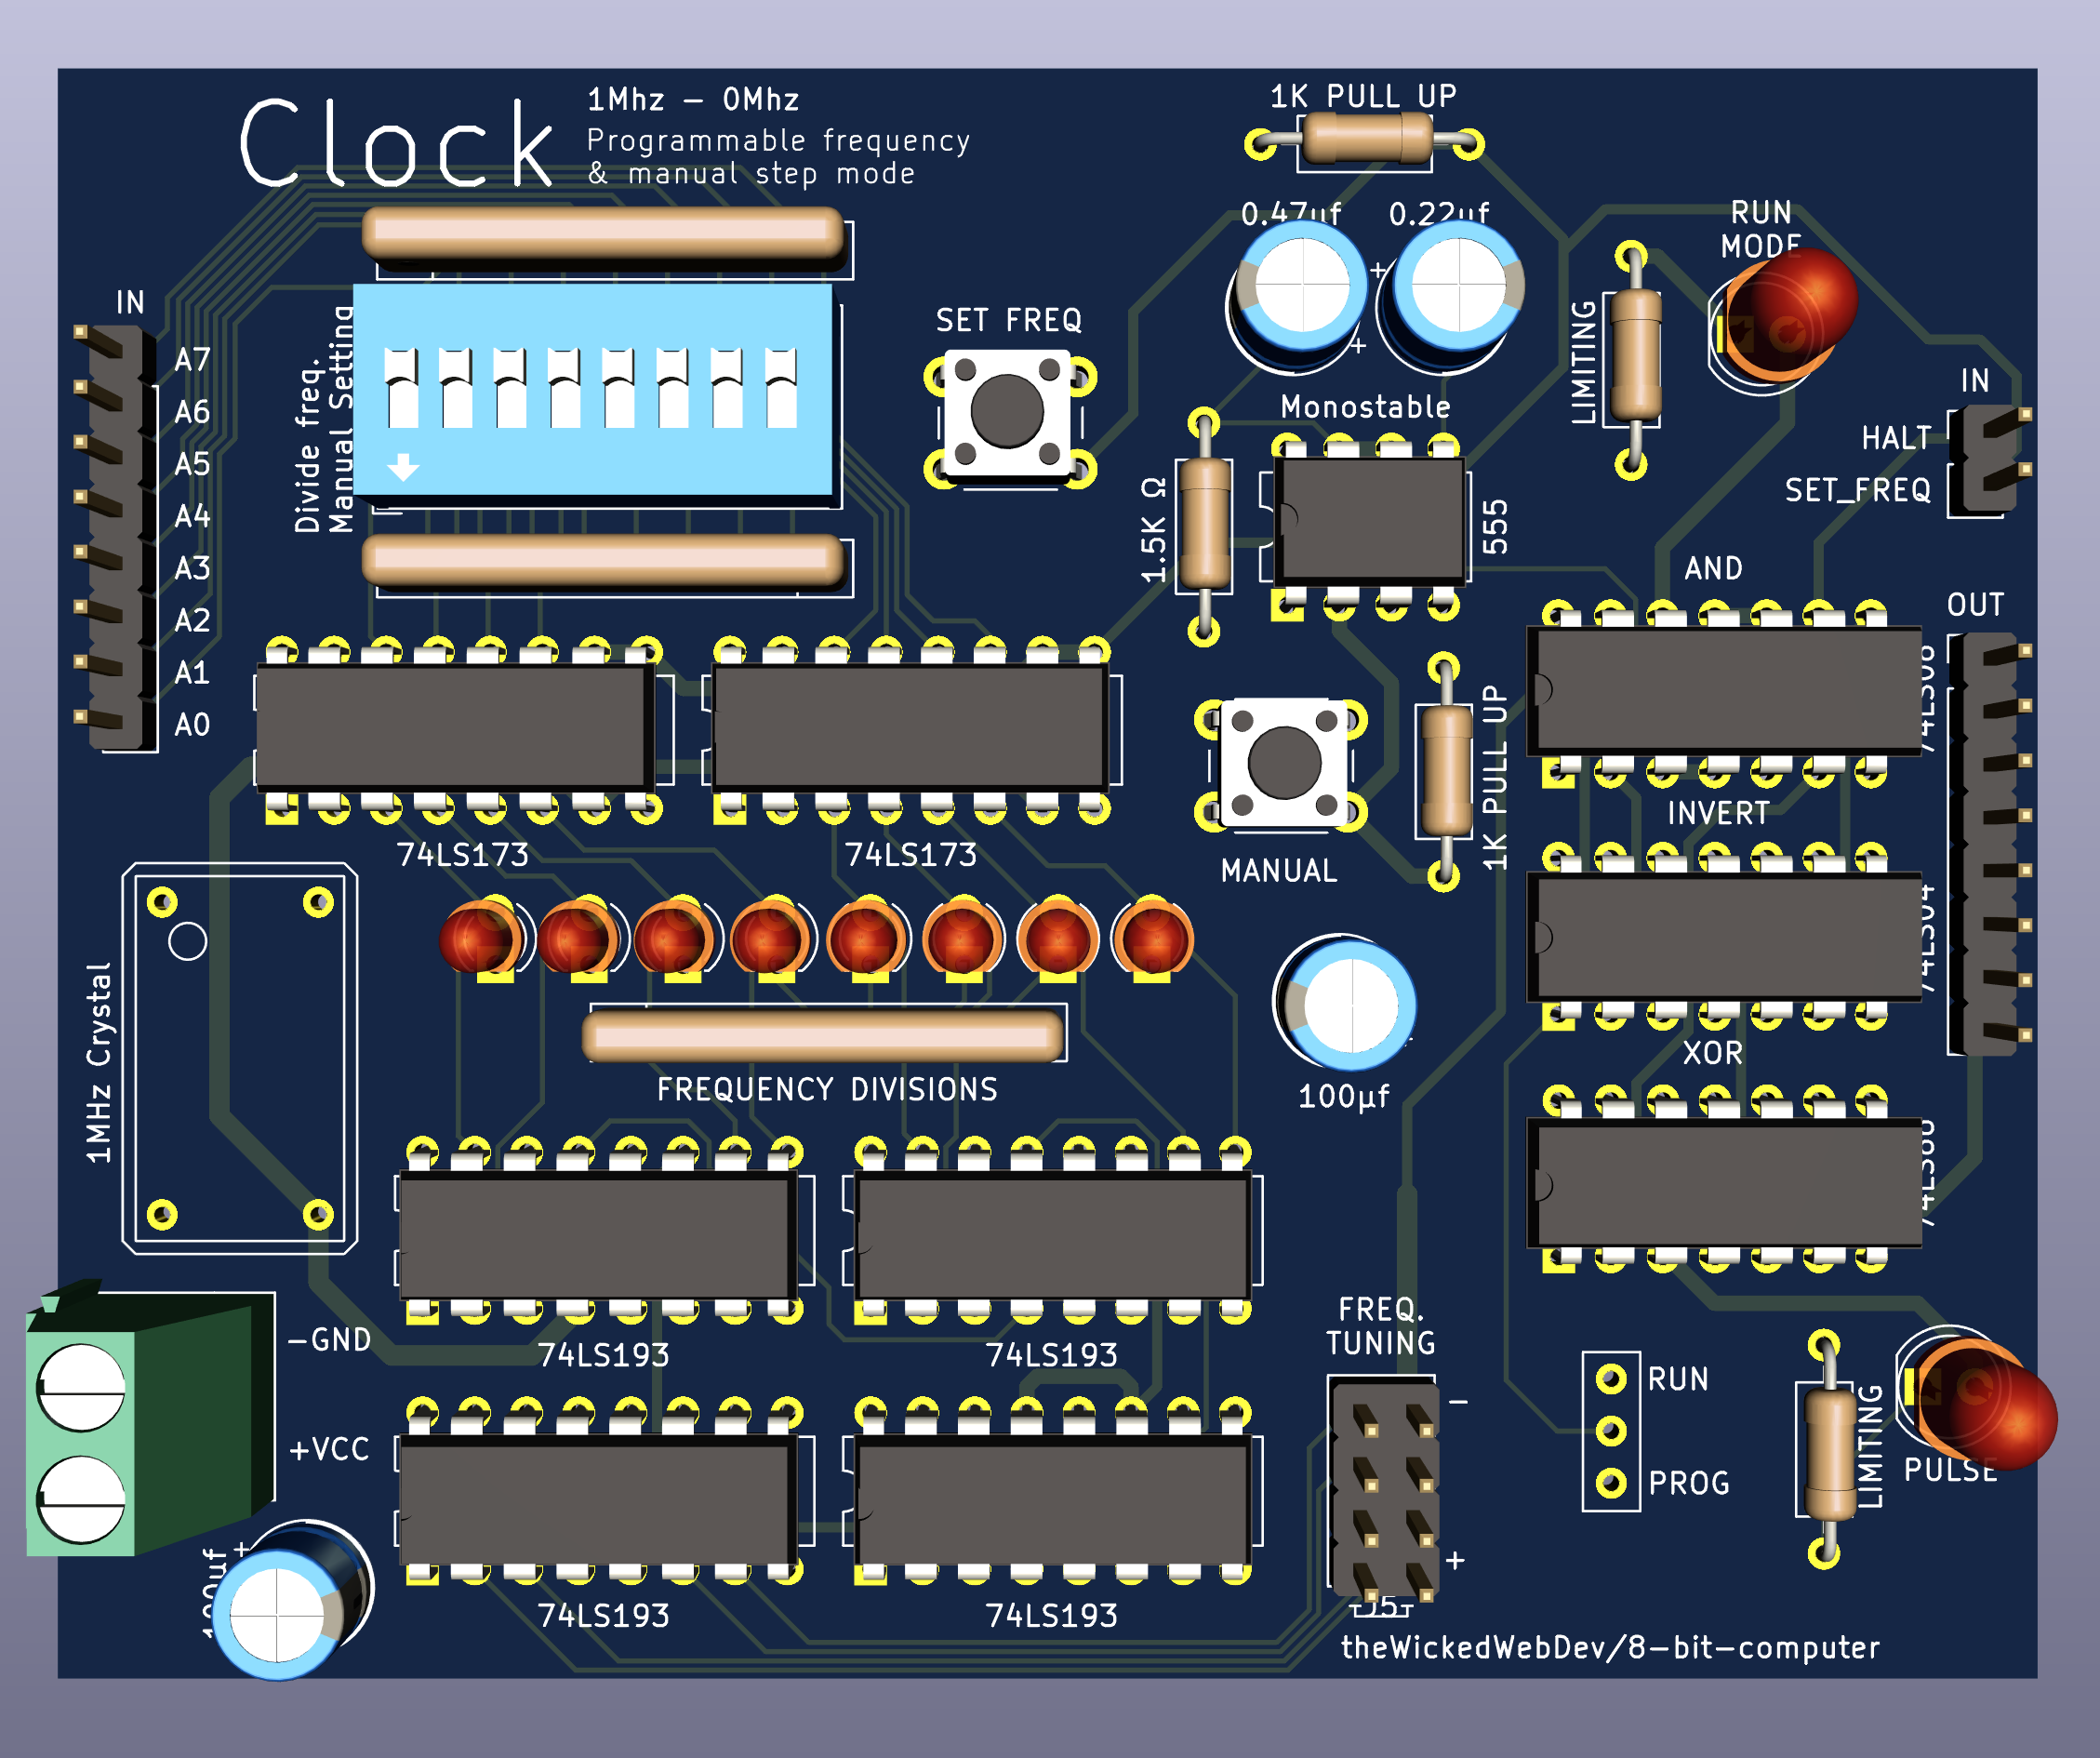 Clock
1Mhz - 0Mhz
Programmable frequency
& manual step mode
1K PULL UP
0.47µf
0.22µf
+
+
RUN
MODE
IN
A7
A6
A5
A4
A3
A2
A1
A0
Divide freq.
Manual Setting
SET FREQ
LIMITING
IN
HALT
SET_FREQ
Monostable
1.5K Ω
555
AND
OUT
74LS173
74LS173
MANUAL
1K PULL UP
INVERT
XOR
1MHz Crystal
FREQUENCY DIVISIONS
100µf
74LS193
74LS193
-GND
+VCC
FREQ.
TUNING
-
+
J5
RUN
PROG
LIMITING
PULSE
+
74LS193
74LS193
theWickedWebDev/8-bit-computer